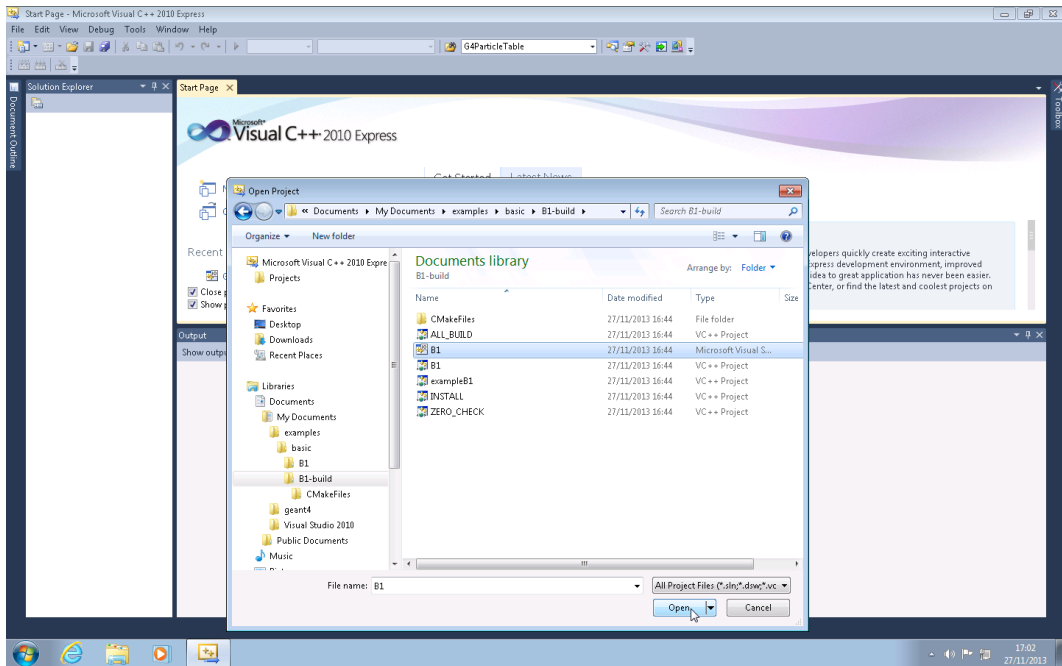 Start Page - Microsoft Visual C++ 2010 Express
File Edit View Debug Tools Window Help
G4ParticleTable
Solution Explorer
Start Page
Document Outline
Toolbox
Microsoft®
Visual C++ 2010 Express
Get Started Latest News
Recent
Close
Show
velopers quickly create exciting interactive
xpress development environment, improved
idea to great application has never been easier.
Center, or find the latest and coolest projects on
Output
Show outpu
Open Project
« Documents My Documents examples basic B1-build
Search B1-build
Organize New folder
Microsoft Visual C++ 2010 Expre
Projects
Favorites
Desktop
Downloads
Recent Places
Libraries
Documents
My Documents
examples
basic
B1
B1-build
CMakeFiles
geant4
Visual Studio 2010
Public Documents
Music
Documents library
B1-build
Arrange by: Folder
Name Date modified Type Size
CMakeFiles 27/11/2013 16:44 File folder
ALL_BUILD 27/11/2013 16:44 VC++ Project
B1 27/11/2013 16:44 Microsoft Visual S...
B1 27/11/2013 16:44 VC++ Project
exampleB1 27/11/2013 16:44 VC++ Project
INSTALL 27/11/2013 16:44 VC++ Project
ZERO_CHECK 27/11/2013 16:44 VC++ Project
File name: B1
All Project Files (*.sln;*.dsw;*.vc
Open Cancel
17:02
27/11/2013